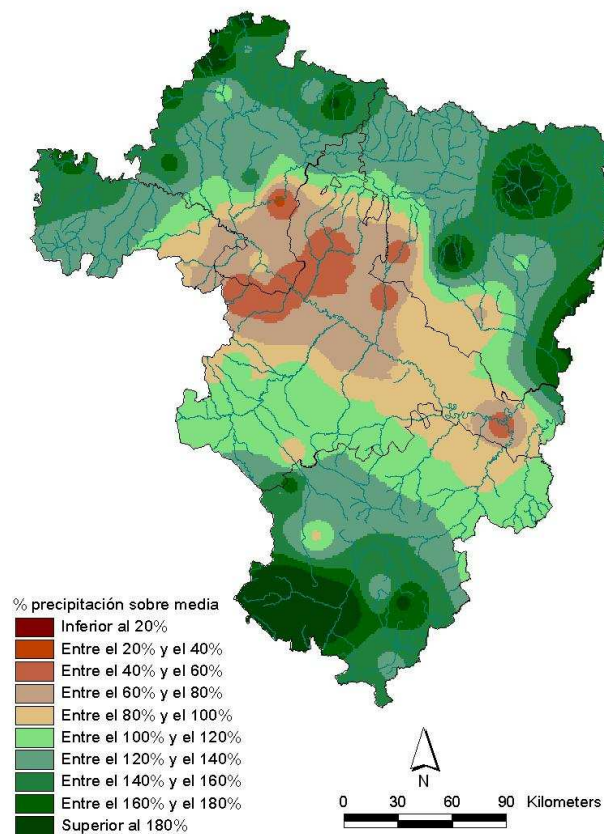 % precipitación sobre media
Inferior al 20%
Entre el 20% y el 40%
Entre el 40% y el 60%
Entre el 60% y el 80%
Entre el 80% y el 100%
Entre el 100% y el 120%
Entre el 120% y el 140%
Entre el 140% y el 160%
Entre el 160% y el 180%
Superior al 180%
N
0 30 60 90 Kilometers